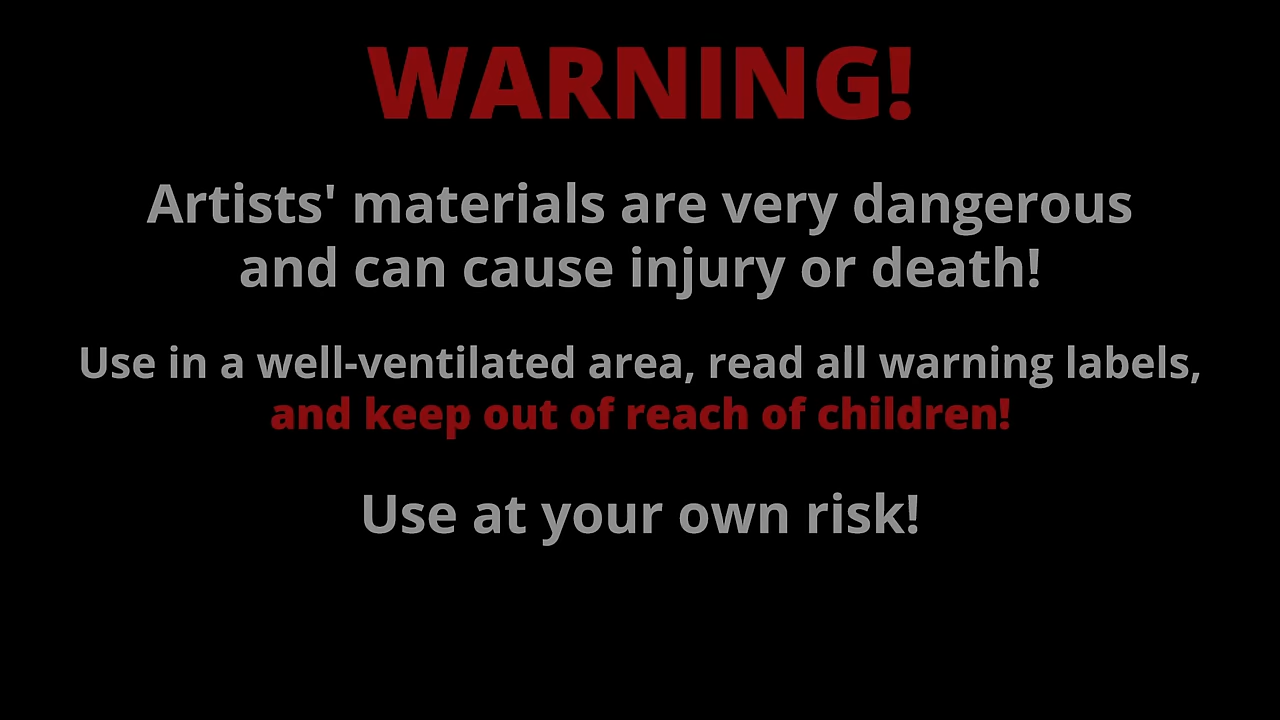 WARNING!
Artists' materials are very dangerous
and can cause injury or death!
Use in a well-ventilated area, read all warning labels,
and keep out of reach of children!
Use at your own risk!